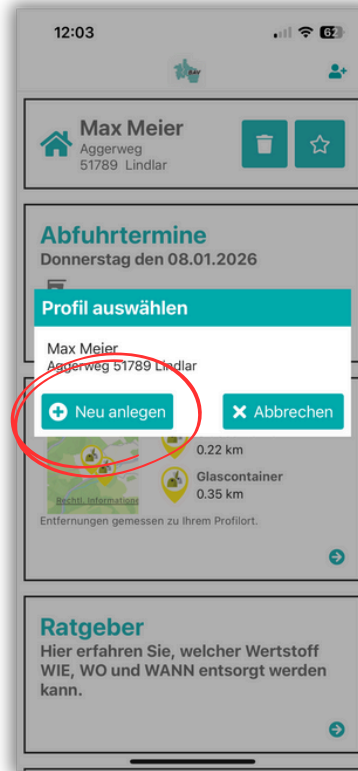 12:03
62
BAV
Max Meier
Aggerweg
51789 Lindlar
Abfuhrtermine
Donnerstag den 08.01.2026
Profil auswählen
Max Meier
Aggerweg 51789 Lindlar
Neu anlegen
Abbrechen
0.22 km
Glascontainer
0.35 km
Rechtl. Informatione
Entfernungen gemessen zu Ihrem Profilort.
Ratgeber
Hier erfahren Sie, welcher Wertstoff
WIE, WO und WANN entsorgt werden
kann.